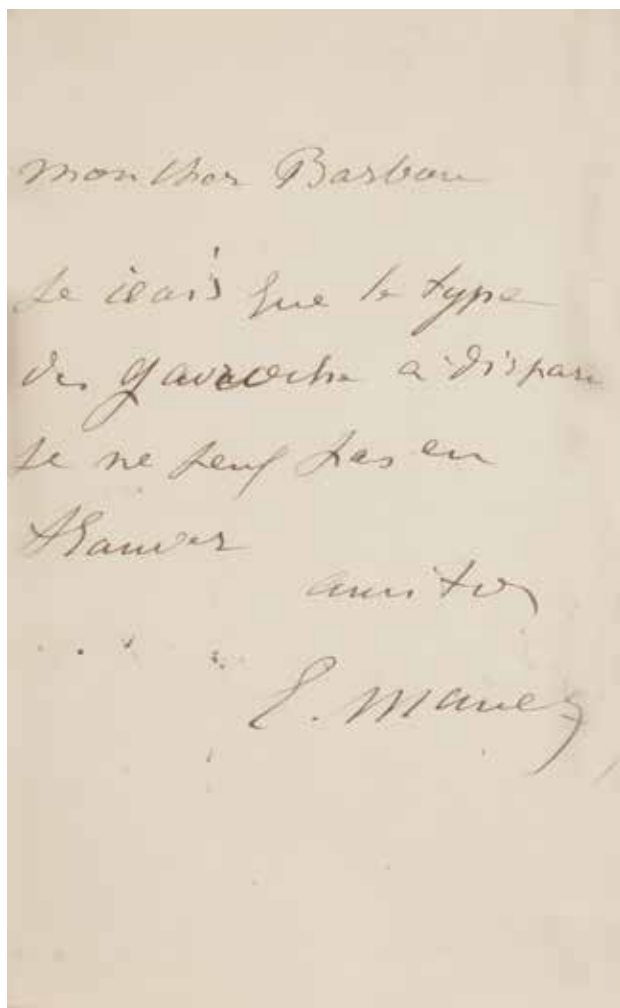 mon cher Barbou
je crois que le type
du gavroche a disparu
je ne peux pas en
trouver
amitiés
E. Manet